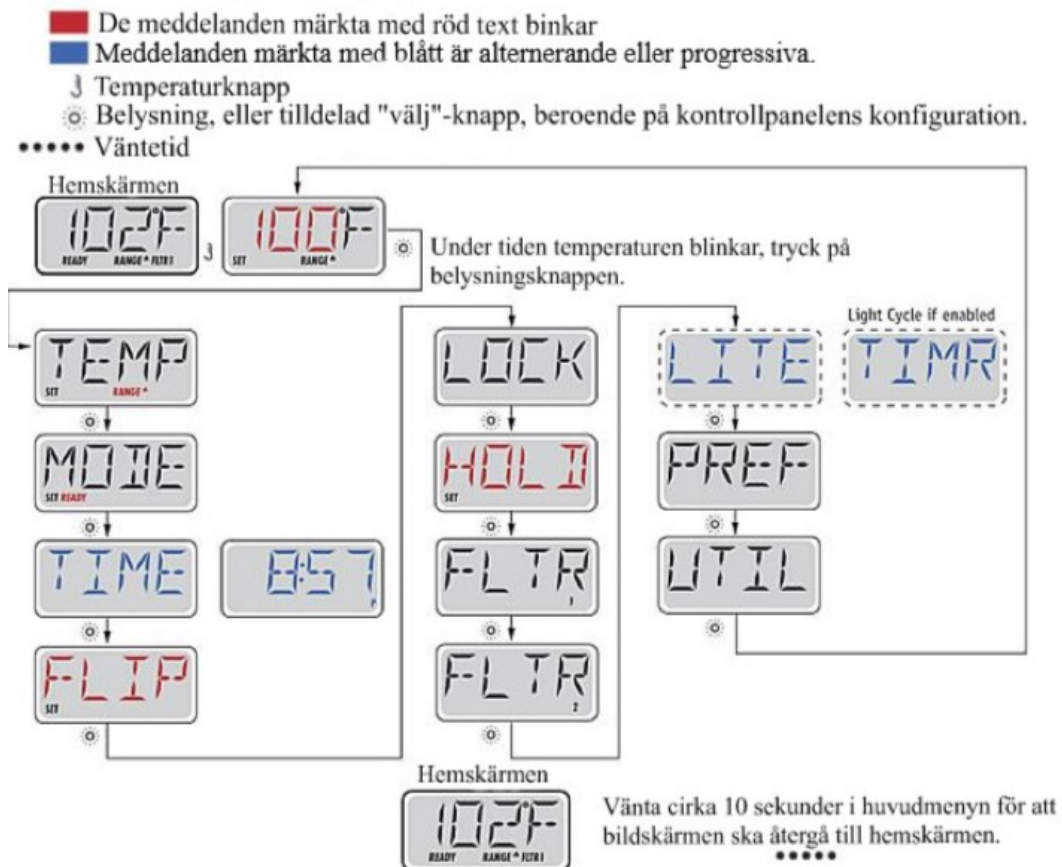 De meddelanden märkta med röd text binkar
Meddelanden märkta med blått är alternerande eller progressiva.
Temperaturknapp
Belysning, eller tilldelad "välj"-knapp, beroende på kontrollpanelens konfiguration.
••••• Väntetid
Hemskärmen
102°F
READY RANGE FLTR1
100°F
SET RANGE
Under tiden temperaturen blinkar, tryck på
belysningsknappen.
TEMP
SET RANGE
MODE
SET READY
TIME
8:57
P
FLIP
SET
LOCK
HOLD
SET
FLTR
1
FLTR
2
Light Cycle if enabled
LITE TIMR
PREF
UTIL
Hemskärmen
102°F
READY RANGE FLTR1
Vänta cirka 10 sekunder i huvudmenyn för att
bildskärmen ska återgå till hemskärmen.
•••••